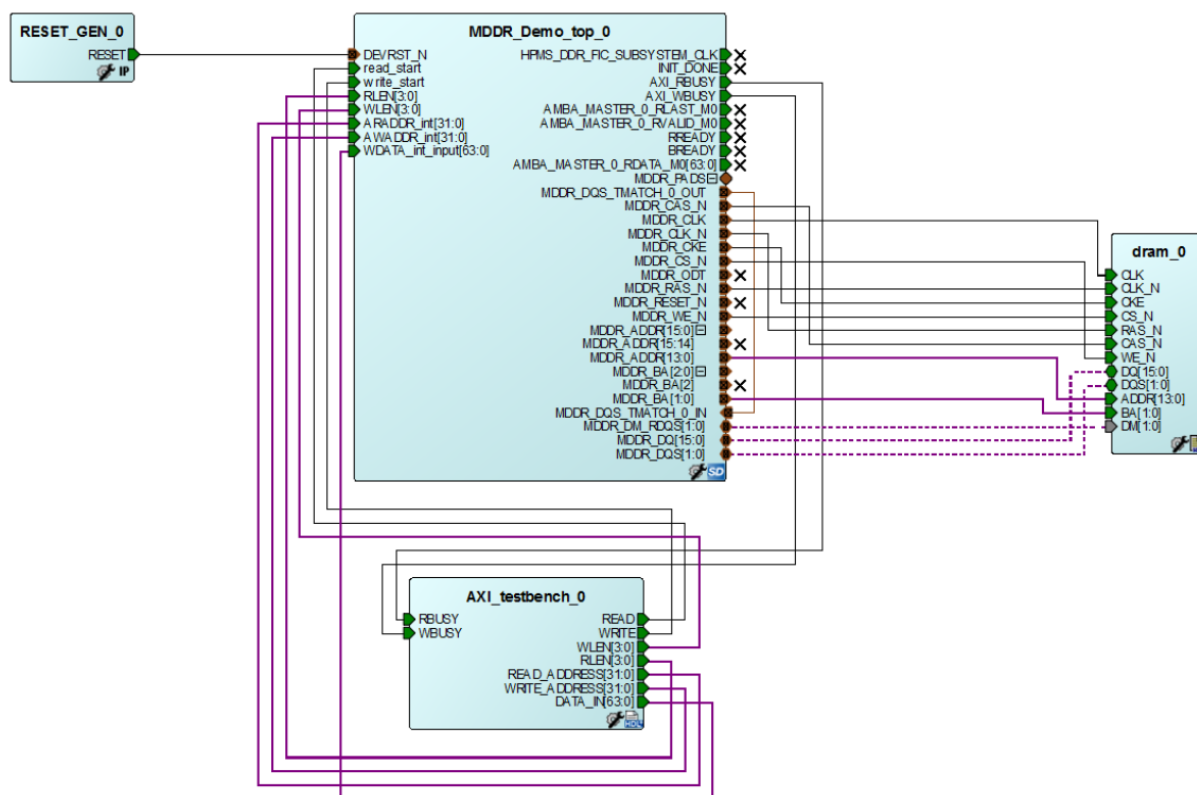 RESET_GEN_0
RESET
IP
MDDR_Demo_top_0
DEVRST_N
read_start
write_start
RLEN[3:0]
WLEN[3:0]
ARADDR_int[31:0]
AWADDR_int[31:0]
WDATA_int_input[63:0]
HPMS_DDR_FIC_SUBSYSTEM_CLK
INIT_DONE
AXI_RBUSY
AXI_WBUSY
AMBA_MASTER_0_RLAST_M0
AMBA_MASTER_0_RVALID_M0
RREADY
BREADY
AMBA_MASTER_0_RDATA_M0[63:0]
MDDR_PADS
MDDR_DQS_TMATCH_0_OUT
MDDR_CAS_N
MDDR_CLK
MDDR_CLK_N
MDDR_CKE
MDDR_CS_N
MDDR_ODT
MDDR_RAS_N
MDDR_RESET_N
MDDR_WE_N
MDDR_ADDR[15:0]
MDDR_ADDR[15:14]
MDDR_ADDR[13:0]
MDDR_BA[2:0]
MDDR_BA[2]
MDDR_BA[1:0]
MDDR_DQS_TMATCH_0_IN
MDDR_DM_RDQS[1:0]
MDDR_DQ[15:0]
MDDR_DQS[1:0]
SD
dram_0
CLK
CLK_N
CKE
CS_N
RAS_N
CAS_N
WE_N
DQ[15:0]
DQS[1:0]
ADDR[13:0]
BA[1:0]
DM[1:0]
AXI_testbench_0
RBUSY
WBUSY
READ
WRITE
WLEN[3:0]
RLEN[3:0]
READ_ADDRESS[31:0]
WRITE_ADDRESS[31:0]
DATA_IN[63:0]
HDL